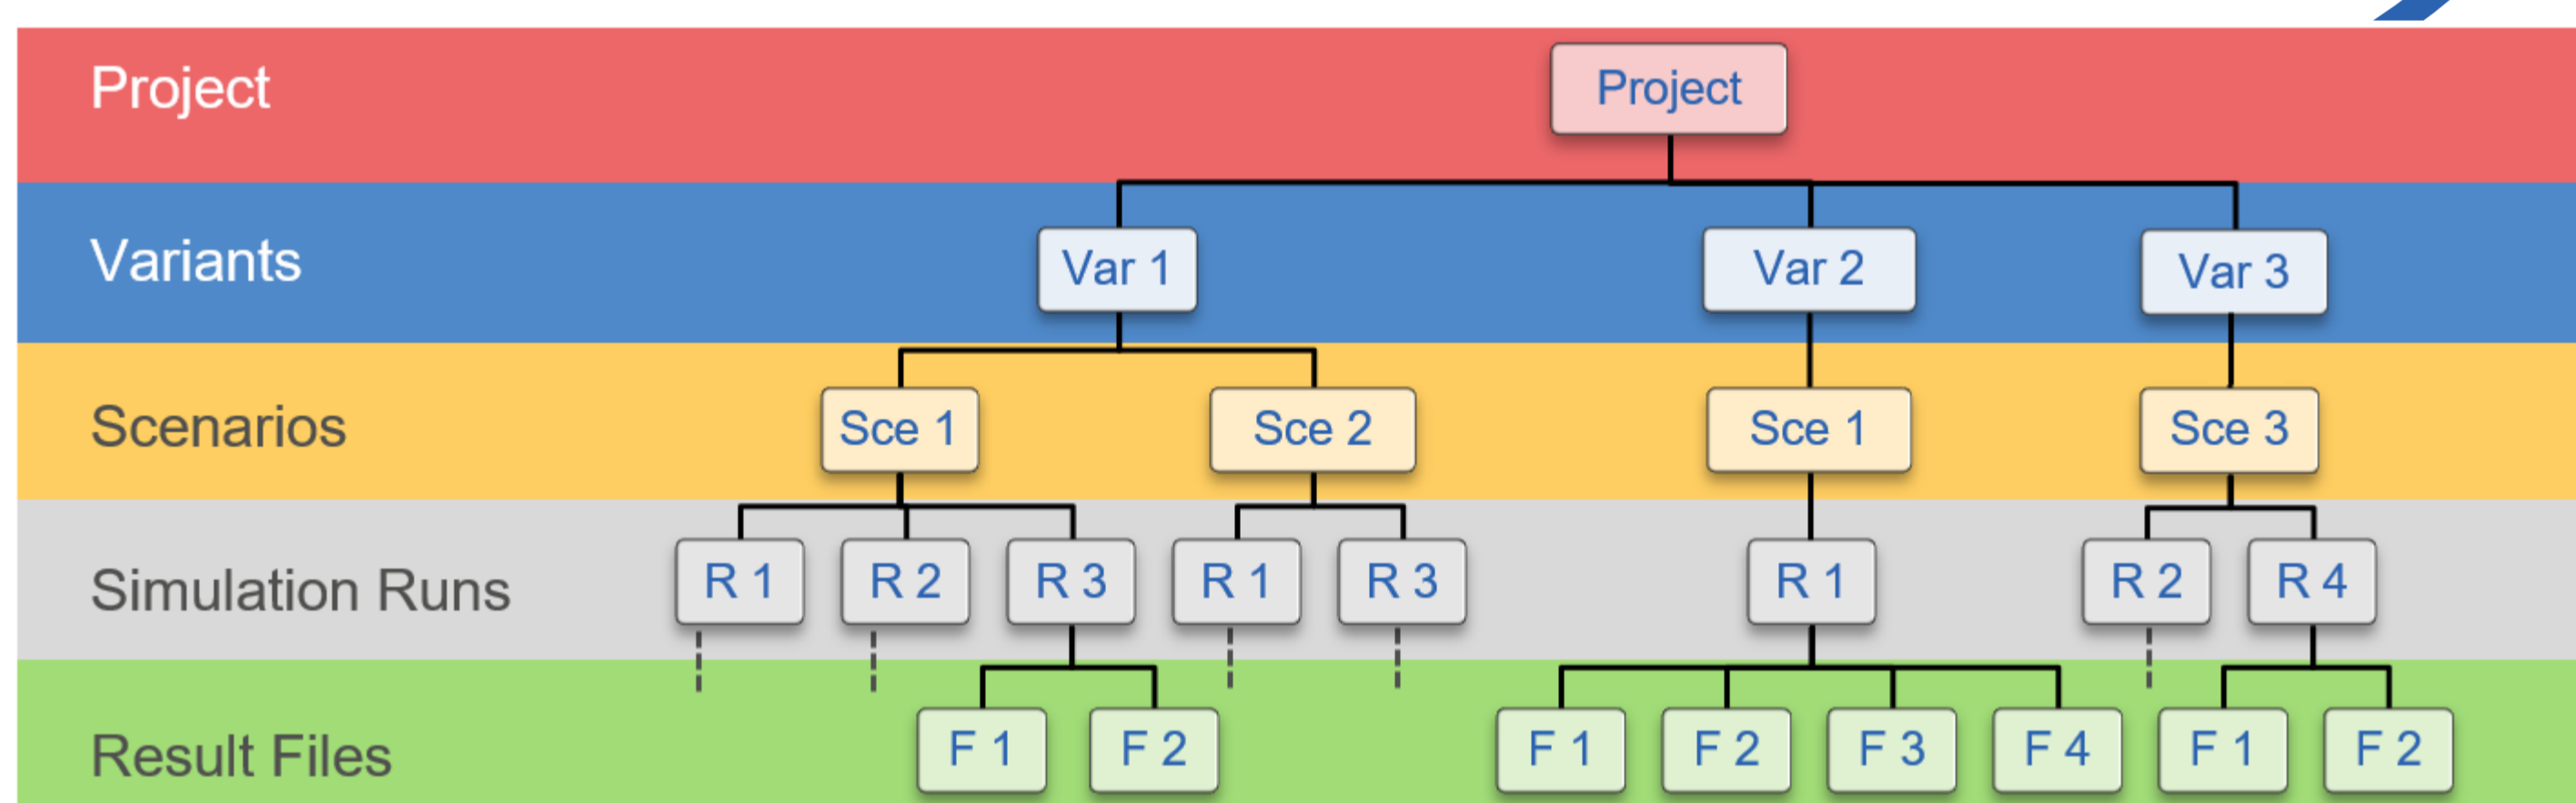 Project
Project
Variants
Var 1
Var 2
Var 3
Scenarios
Sce 1
Sce 2
Sce 1
Sce 3
Simulation Runs
R 1
R 2
R 3
R 1
R 3
R 1
R 2
R 4
Result Files
F 1
F 2
F 1
F 2
F 3
F 4
F 1
F 2